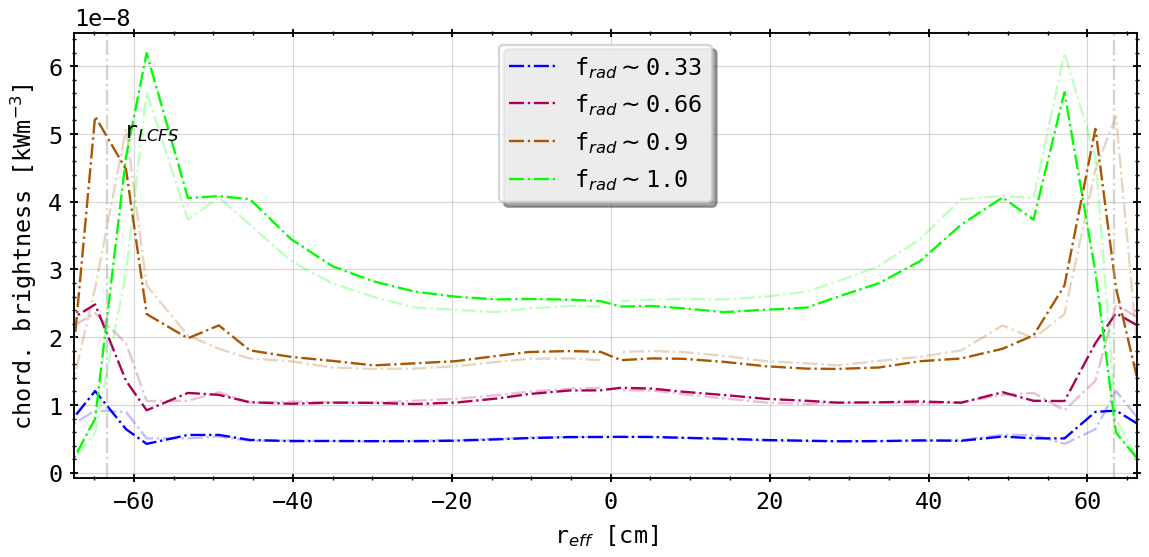 1e−8
chord. brightness [kWm⁻³]
6
5
4
3
2
1
0
r_LCFS
f_rad ~ 0.33
f_rad ~ 0.66
f_rad ~ 0.9
f_rad ~ 1.0
−60 −40 −20 0 20 40 60
r_eff [cm]